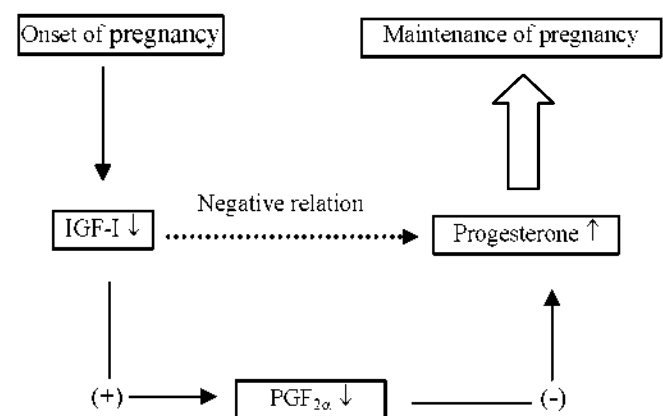 Onset of pregnancy
Maintenance of pregnancy
Negative relation
IGF-I ↓
Progesterone ↑
(+)
PGF2α ↓
(-)